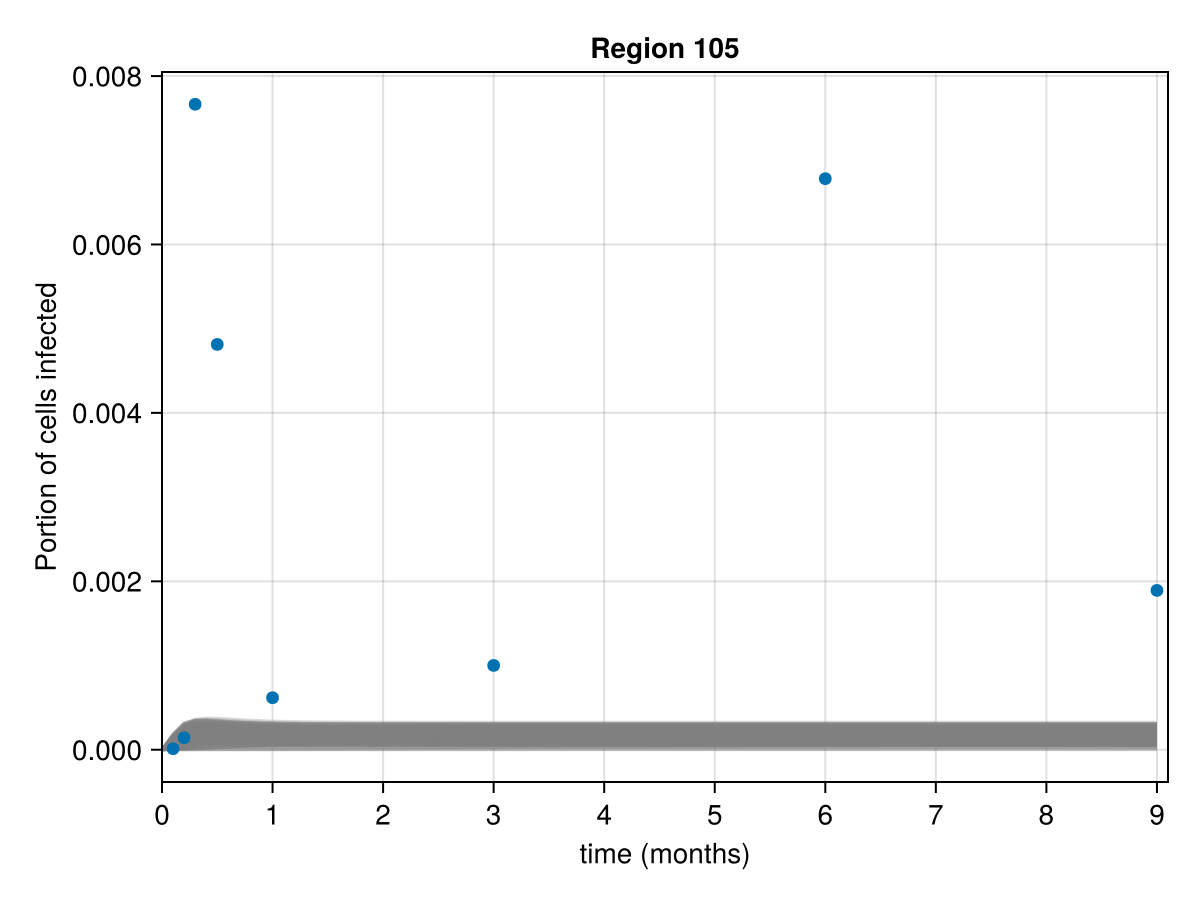 Region 105
0.008
0.006
0.004
0.002
0.000
Portion of cells infected
0 1 2 3 4 5 6 7 8 9
time (months)